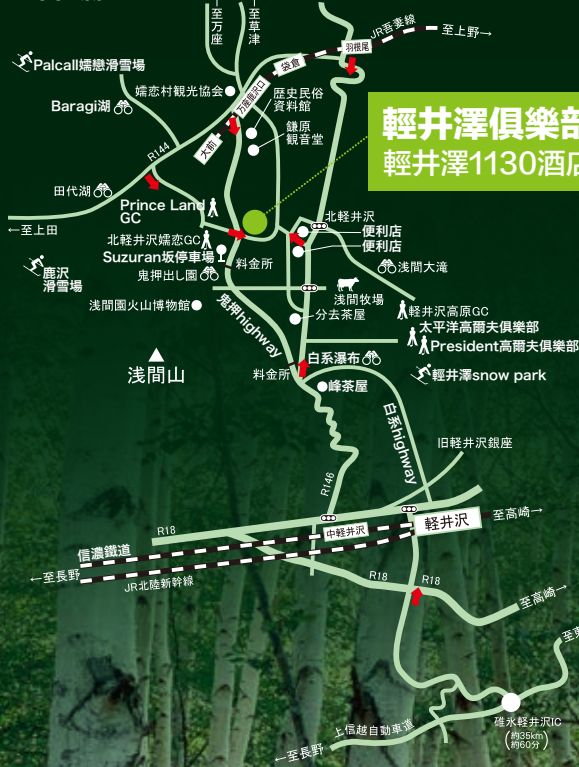 至万座
至草津
JR吾妻線
至上野→
羽根尾
袋倉
Palcall嬬戀滑雪場
嬬恋村観光協会
万座鹿沢口
歴史民俗
資料館
Baragi湖
鎌原
観音堂
大前
輕井澤俱樂部
輕井澤1130酒店
R144
田代湖
Prince Land
GC
←至上田
北軽井沢
便利店
便利店
北軽井沢嬬恋GC
Suzuran坂停車場
料金所
鬼押出し園
浅間大滝
鹿沢
滑雪場
浅間牧場
浅間園火山博物館
分去茶屋
軽井沢高原GC
太平洋高爾夫俱樂部
President高爾夫俱樂部
鬼押highway
浅間山
料金所
白糸瀑布
峰茶屋
輕井澤snow park
白糸highway
旧軽井沢銀座
R146
R18
中軽井沢
軽井沢
至高崎→
信濃鐵道
←至長野
JR北陸新幹線
R18
R18
至高崎→
碓氷軽井沢IC
(約35km
約60分)
上信越自動車道
←至長野